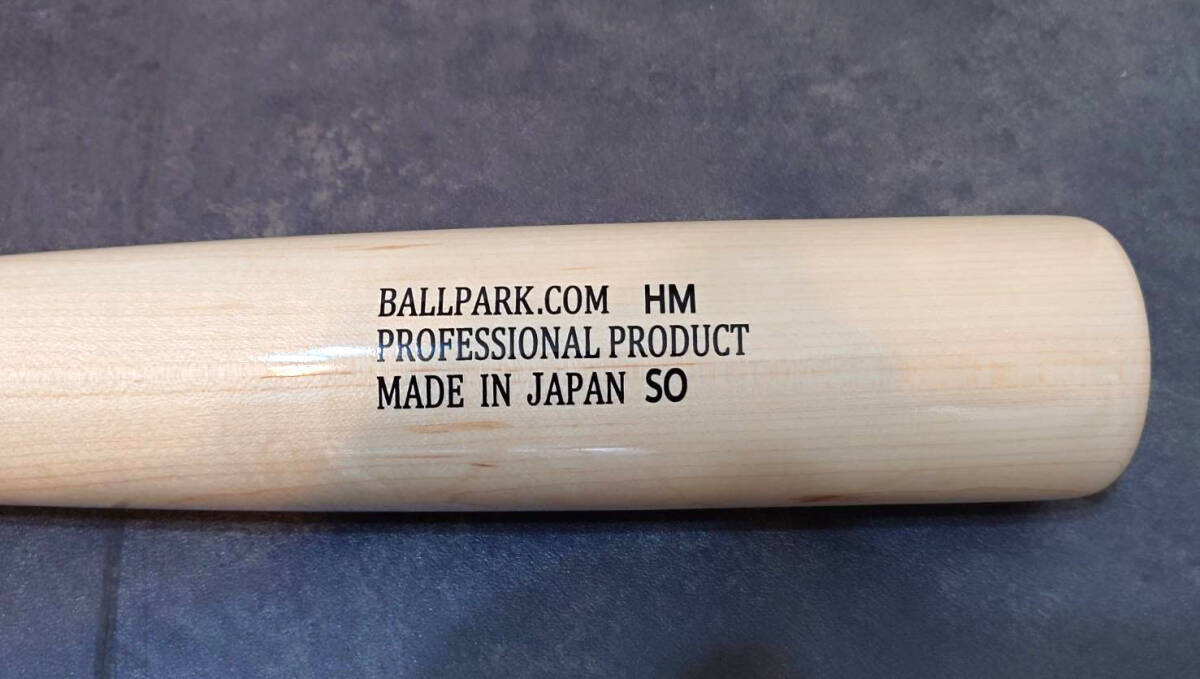 BALLPARK.COM HM
PROFESSIONAL PRODUCT
MADE IN JAPAN SO